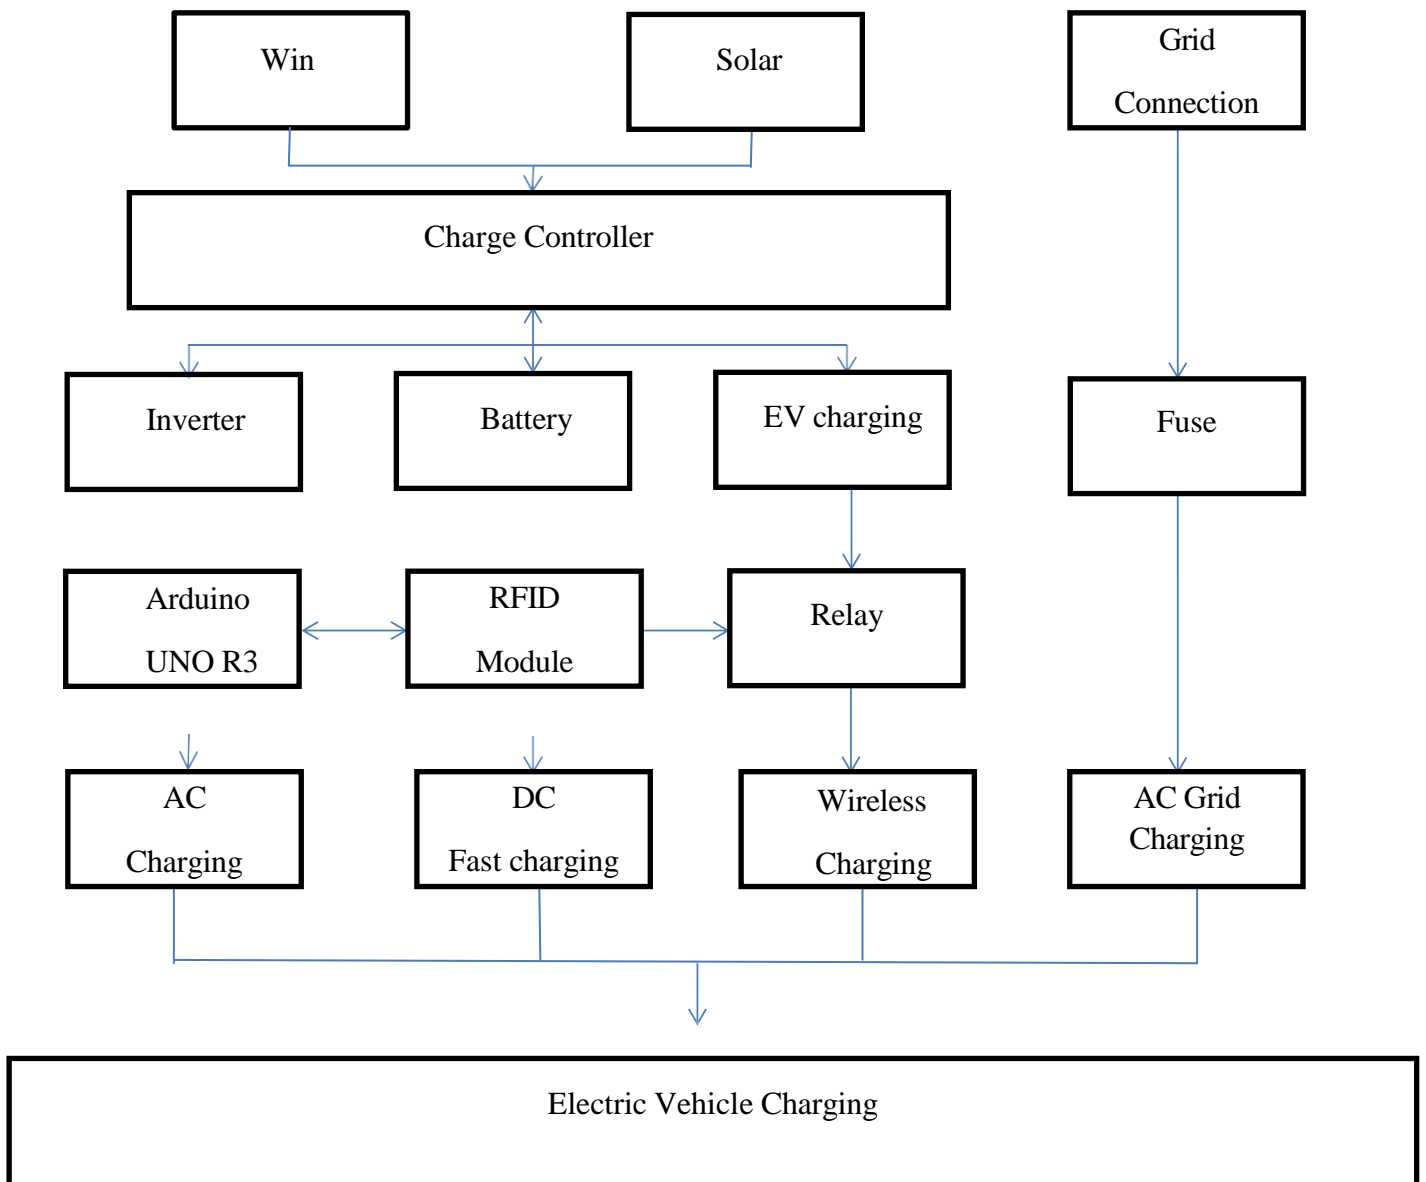 Win
Solar
Grid
Connection
Charge Controller
Inverter
Battery
EV charging
Fuse
Arduino
UNO R3
RFID
Module
Relay
AC
Charging
DC
Fast charging
Wireless
Charging
AC Grid
Charging
Electric Vehicle Charging